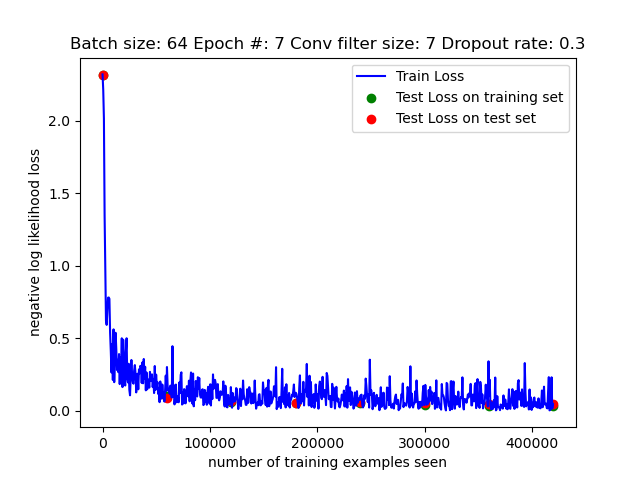 Batch size: 64 Epoch #: 7 Conv filter size: 7 Dropout rate: 0.3
Train Loss
Test Loss on training set
Test Loss on test set
negative log likelihood loss
2.0
1.5
1.0
0.5
0.0
0 100000 200000 300000 400000
number of training examples seen